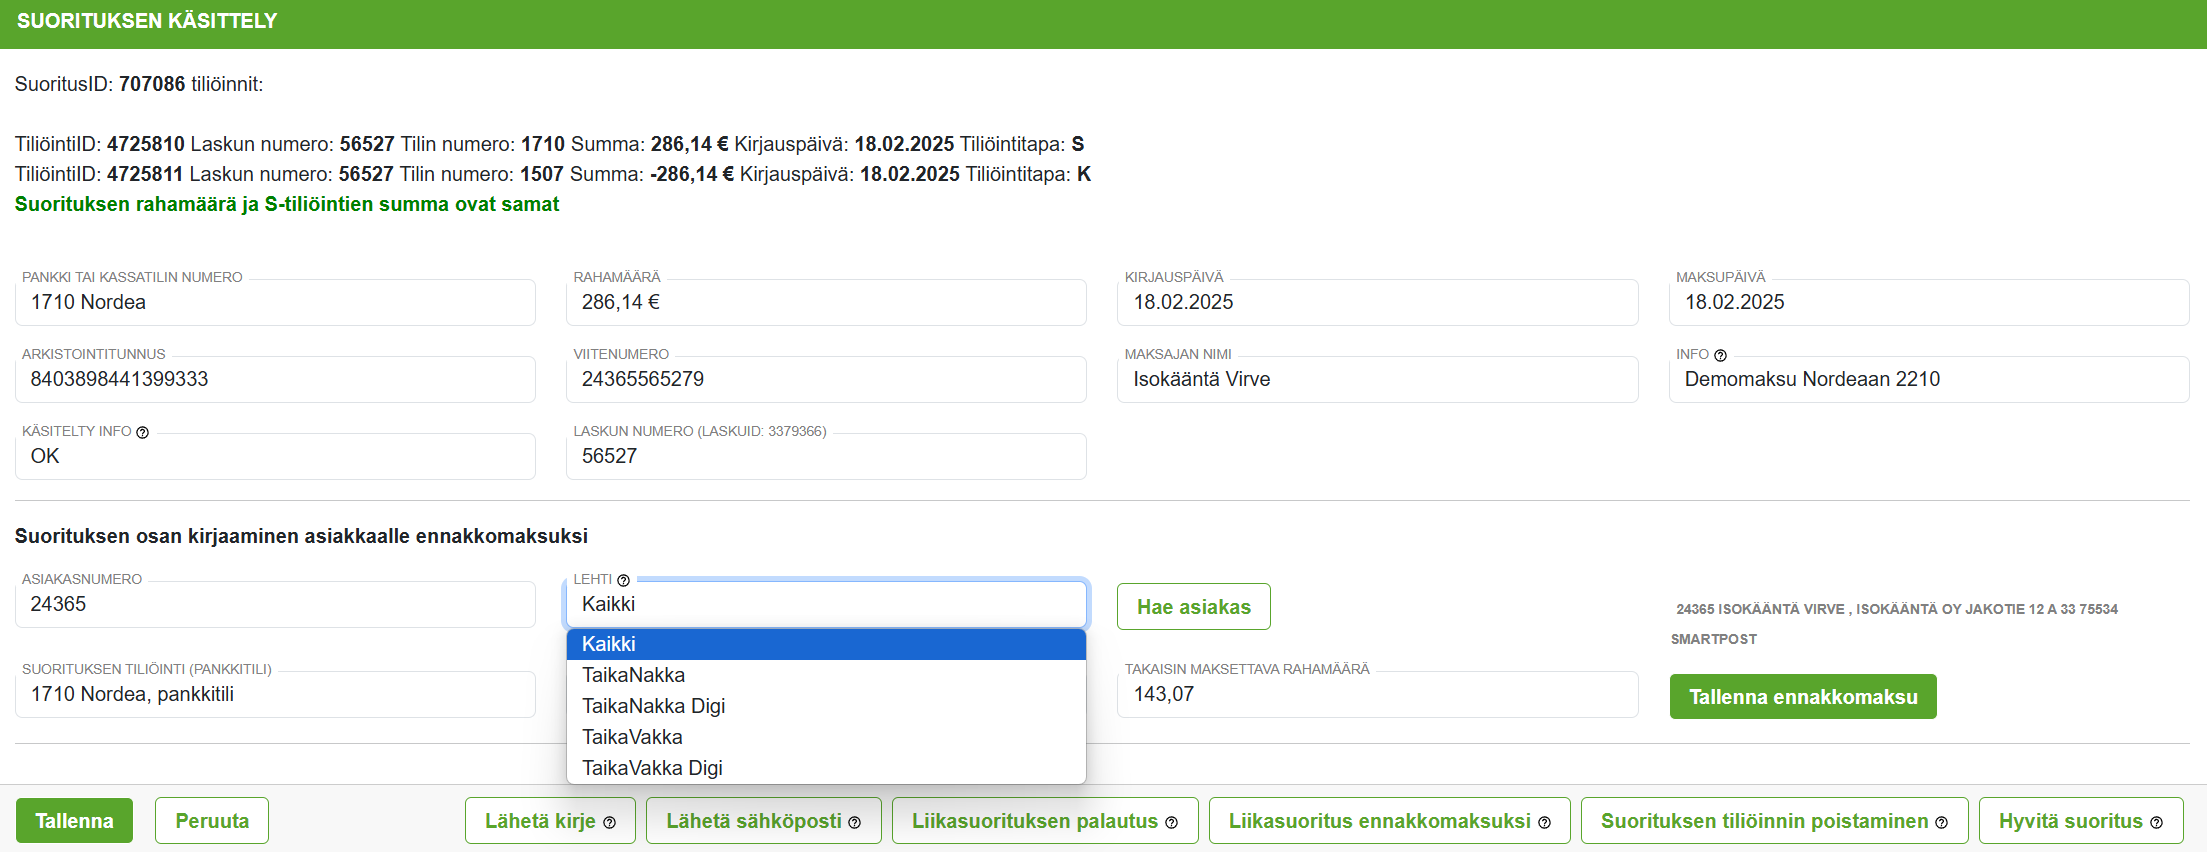 SUORITUKSEN KÄSITTELY
SuoritusID: 707086 tiliöinnit:
TiliöintiID: 4725810 Laskun numero: 56527 Tilin numero: 1710 Summa: 286,14 € Kirjauspäivä: 18.02.2025 Tiliöintitapa: S
TiliöintiID: 4725811 Laskun numero: 56527 Tilin numero: 1507 Summa: -286,14 € Kirjauspäivä: 18.02.2025 Tiliöintitapa: K
Suorituksen rahamäärä ja S-tiliöintien summa ovat samat
PANKKI TAI KASSATILIN NUMERO
1710 Nordea
RAHAMÄÄRÄ
286,14 €
KIRJAUSPÄIVÄ
18.02.2025
MAKSUPÄIVÄ
18.02.2025
ARKISTOINTITUNNUS
8403898441399333
VIITENUMERO
24365565279
MAKSAJAN NIMI
Isokääntä Virve
INFO
Demomaksu Nordeaan 2210
KÄSITELTY INFO
OK
LASKUN NUMERO (LASKUID: 3379366)
56527
Suorituksen osan kirjaaminen asiakkaalle ennakkomaksuksi
ASIAKASNUMERO
24365
LEHTI
Kaikki
Kaikki
TaikaNakka
TaikaNakka Digi
TaikaVakka
TaikaVakka Digi
Hae asiakas
24365 ISOKÄÄNTÄ VIRVE , ISOKÄÄNTÄ OY JAKOTIE 12 A 33 75534
SMARTPOST
SUORITUKSEN TILIÖINTI (PANKKITILI)
1710 Nordea, pankkitili
TAKAISIN MAKSETTAVA RAHAMÄÄRÄ
143,07
Tallenna ennakkomaksu
Tallenna
Peruuta
Lähetä kirje
Lähetä sähköposti
Liikasuorituksen palautus
Liikasuoritus ennakkomaksuksi
Suorituksen tiliöinnin poistaminen
Hyvitä suoritus